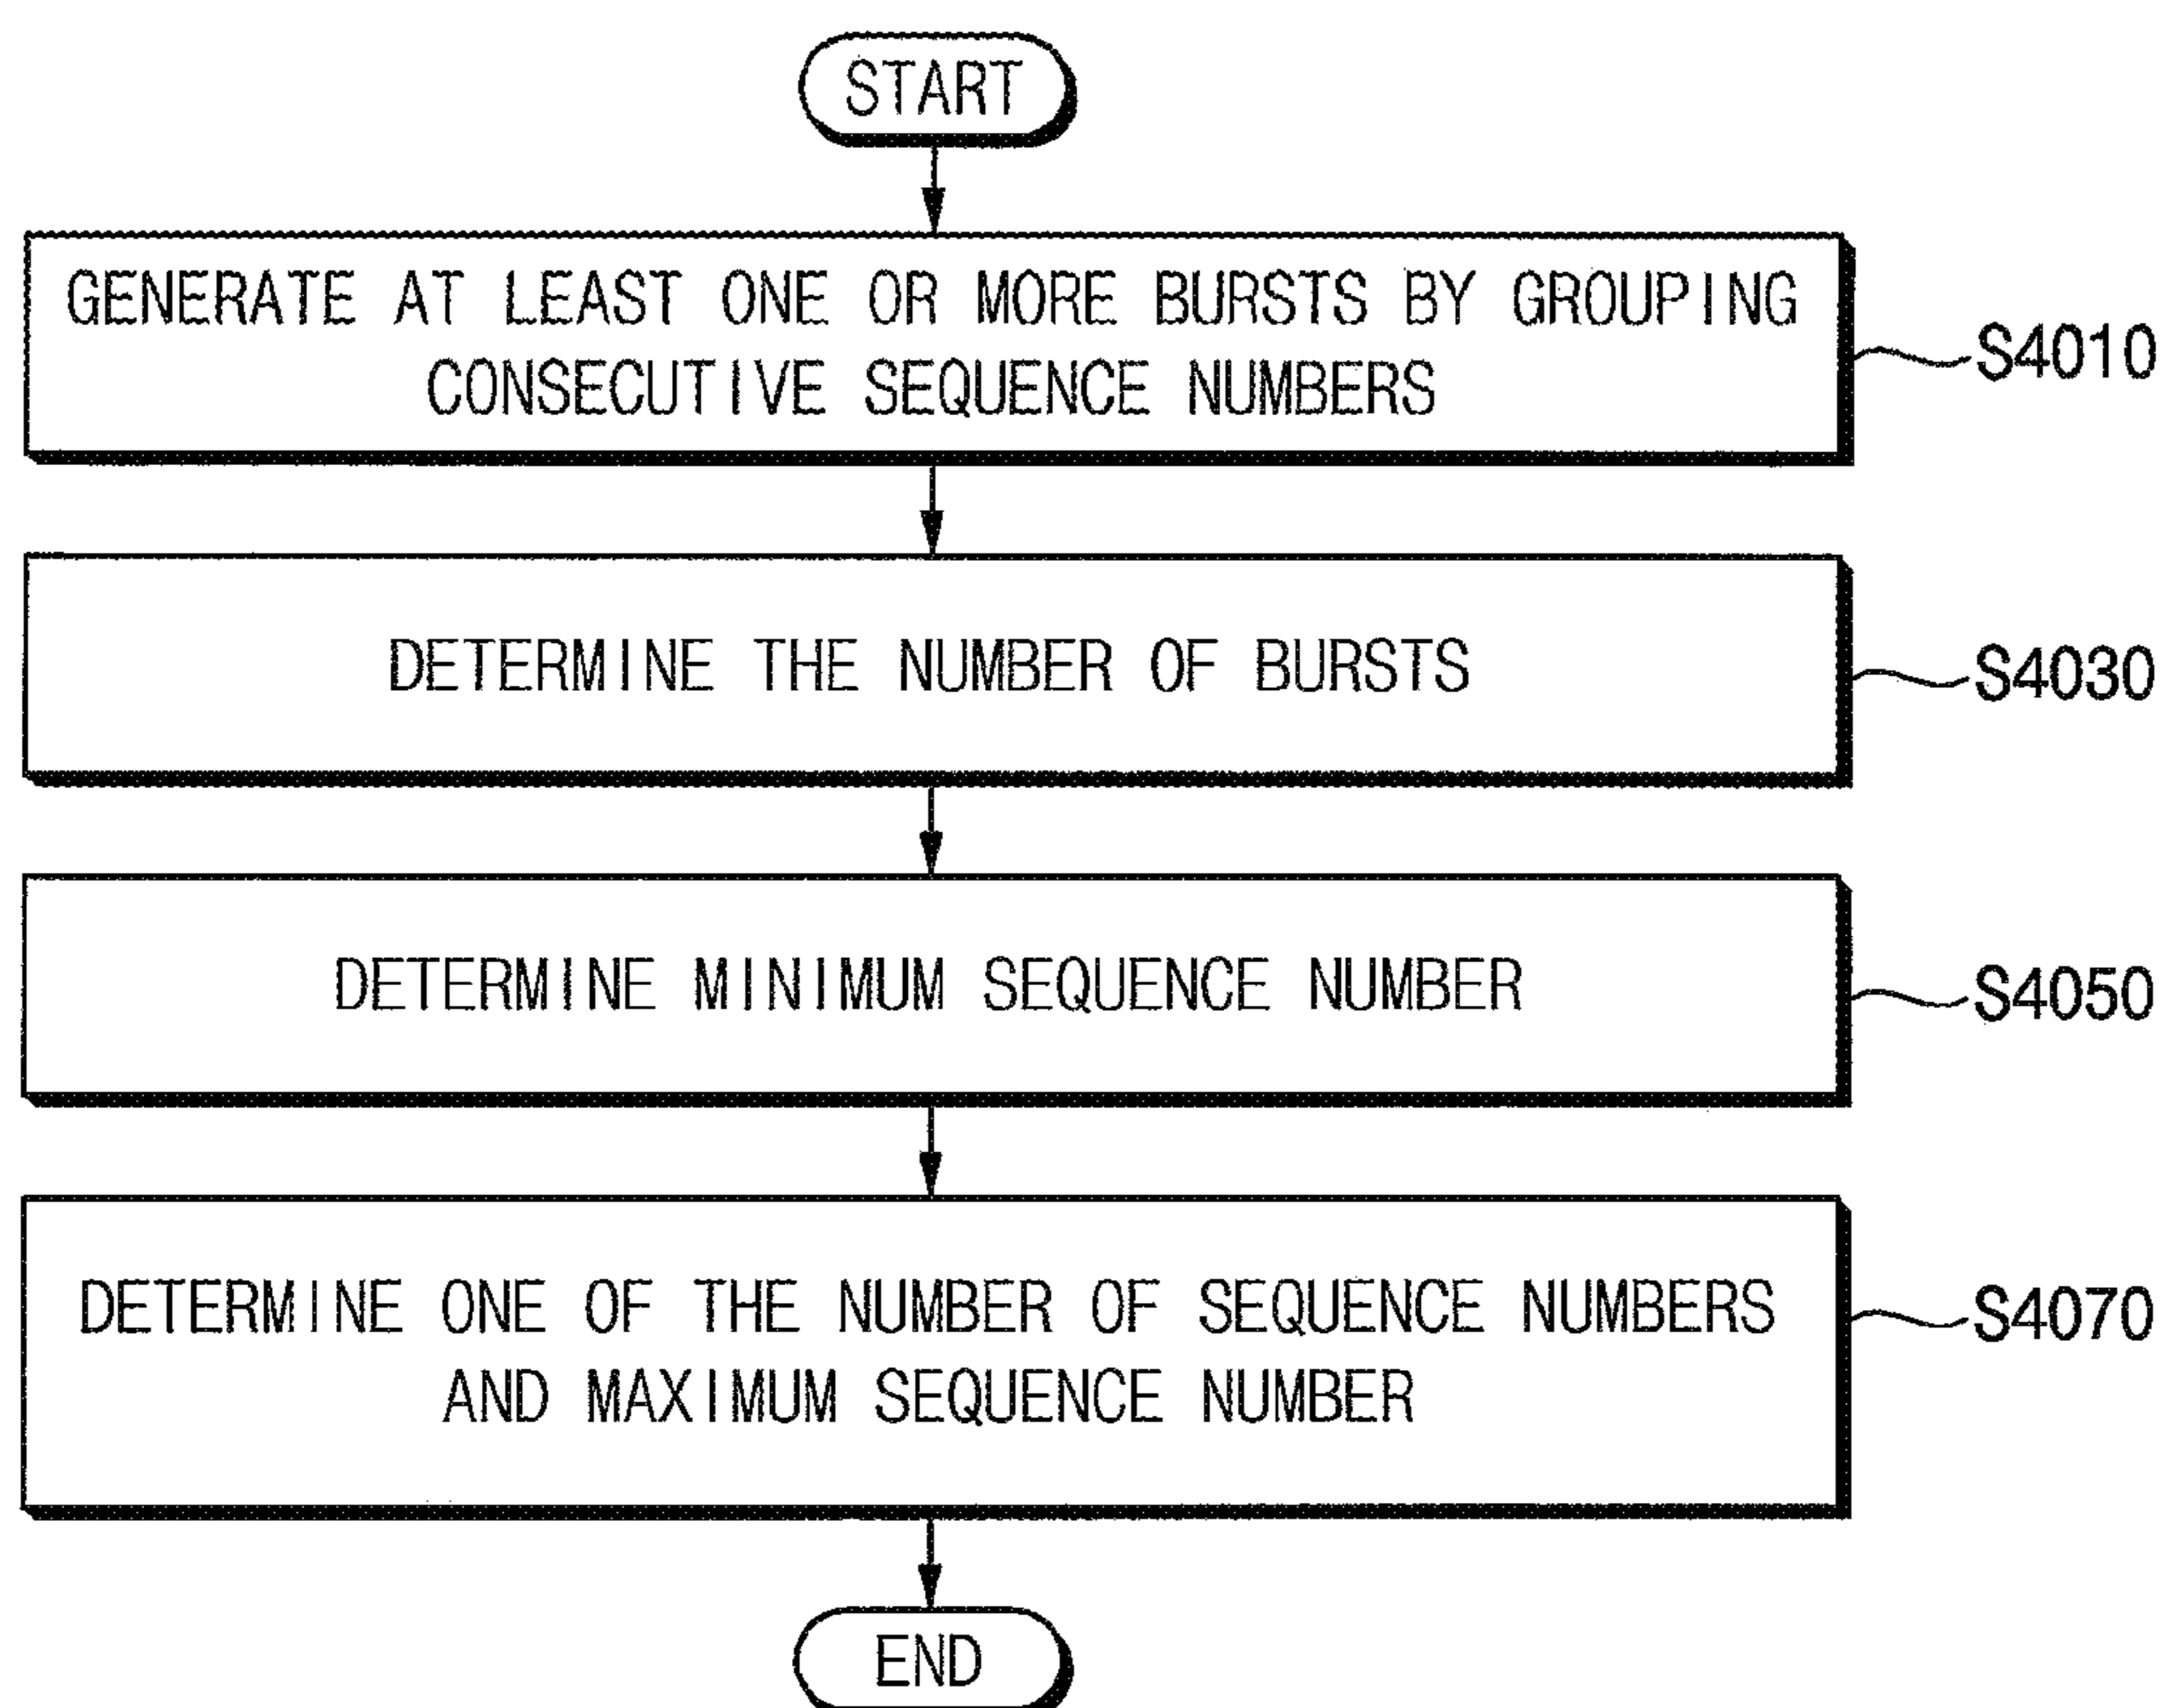 START
GENERATE AT LEAST ONE OR MORE BURSTS BY GROUPING
CONSECUTIVE SEQUENCE NUMBERS
S4010
DETERMINE THE NUMBER OF BURSTS
S4030
DETERMINE MINIMUM SEQUENCE NUMBER
S4050
DETERMINE ONE OF THE NUMBER OF SEQUENCE NUMBERS
AND MAXIMUM SEQUENCE NUMBER
S4070
END